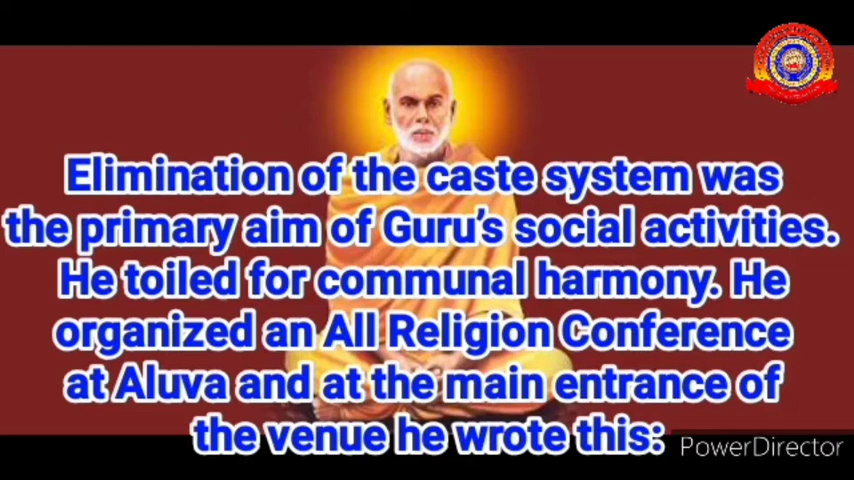 Elimination of the caste system was
the primary aim of Guru’s social activities.
He toiled for communal harmony. He
organized an All Religion Conference
at Aluva and at the main entrance of
the venue he wrote this:
PowerDirector